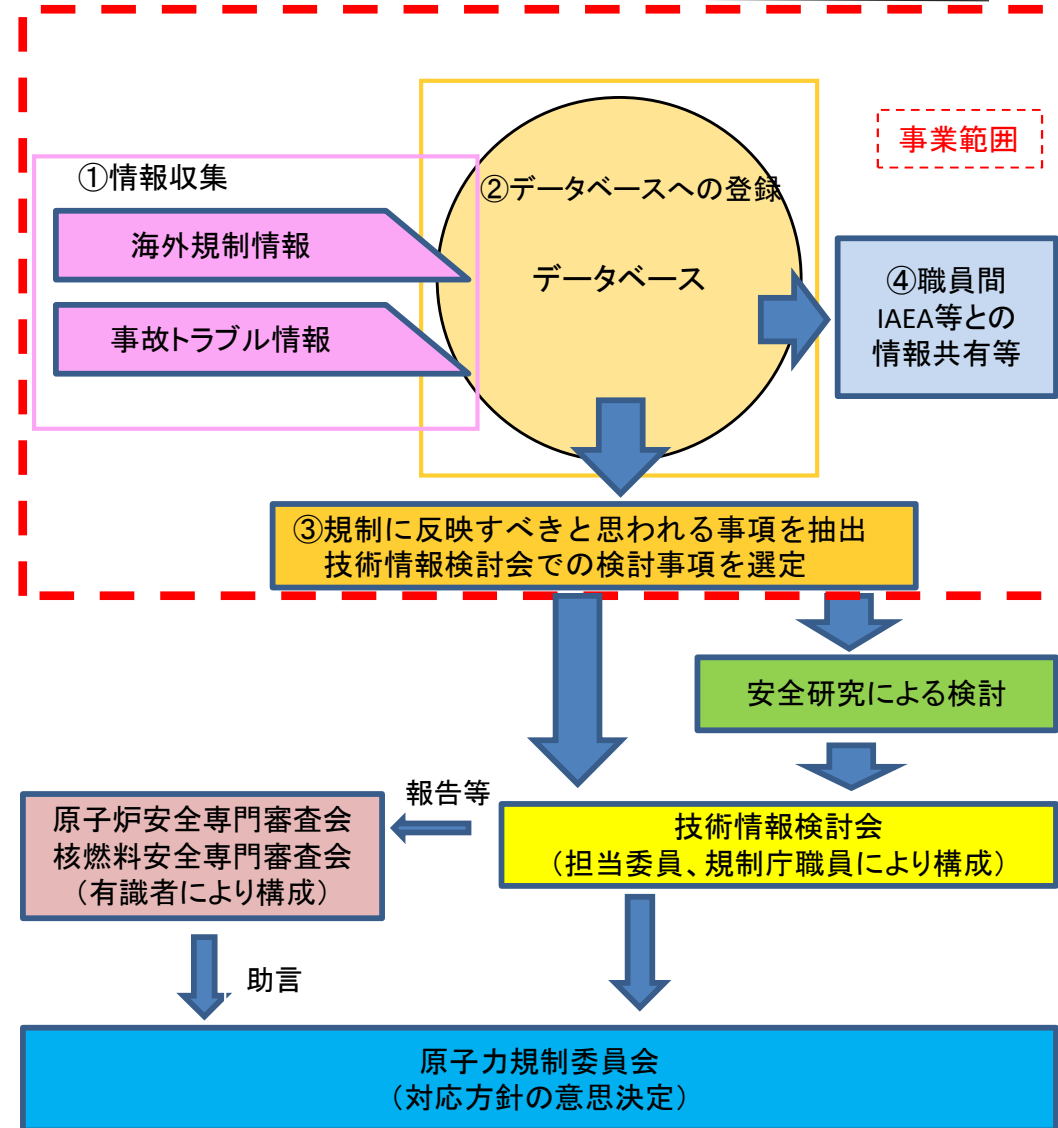 事業範囲
①情報収集
海外規制情報
事故トラブル情報
②データベースへの登録
データベース
④職員間
IAEA等との
情報共有等
③規制に反映すべきと思われる事項を抽出
技術情報検討会での検討事項を選定
安全研究による検討
報告等
原子炉安全専門審査会
核燃料安全専門審査会
（有識者により構成）
技術情報検討会
（担当委員、規制庁職員により構成）
助言
原子力規制委員会
（対応方針の意思決定）